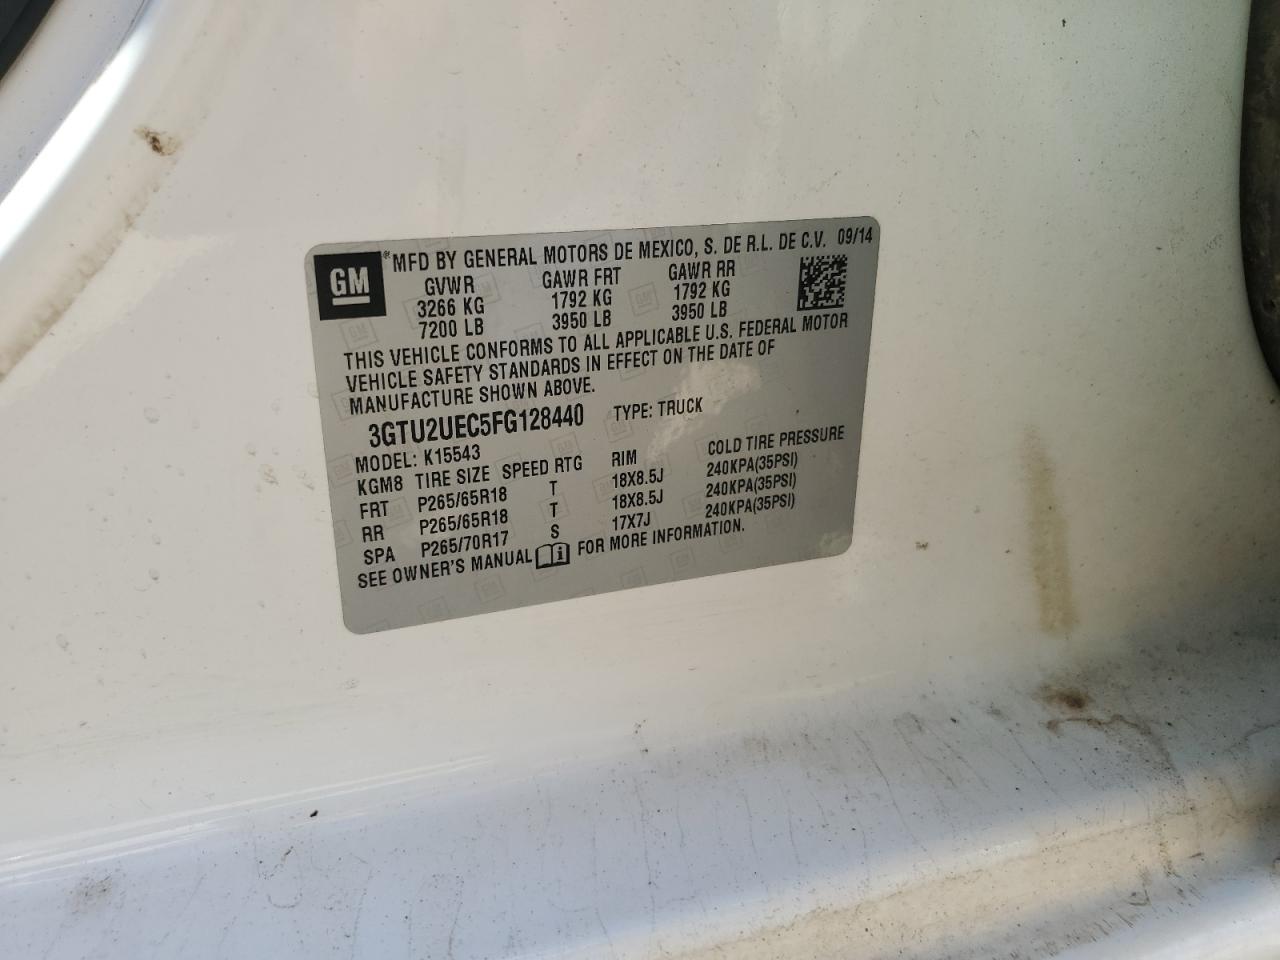 GM
® MFD BY GENERAL MOTORS DE MEXICO, S. DE R.L. DE C.V. 09/14
GVWR GAWR FRT GAWR RR
3266 KG 1792 KG 1792 KG
7200 LB 3950 LB 3950 LB
THIS VEHICLE CONFORMS TO ALL APPLICABLE U.S. FEDERAL MOTOR
VEHICLE SAFETY STANDARDS IN EFFECT ON THE DATE OF
MANUFACTURE SHOWN ABOVE.
3GTU2UEC5FG128440 TYPE: TRUCK
MODEL: K15543
KGM8 TIRE SIZE SPEED RTG RIM COLD TIRE PRESSURE
FRT P265/65R18 T 18X8.5J 240KPA(35PSI)
RR P265/65R18 T 18X8.5J 240KPA(35PSI)
SPA P265/70R17 S 17X7J 240KPA(35PSI)
SEE OWNER'S MANUAL FOR MORE INFORMATION.